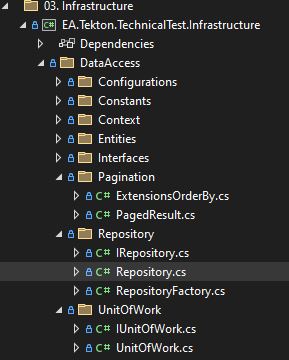 03. Infrastructure
C# EA.Tekton.TechnicalTest.Infrastructure
Dependencies
DataAccess
Configurations
Constants
Context
Entities
Interfaces
Pagination
C# ExtensionsOrderBy.cs
C# PagedResult.cs
Repository
C# IRepository.cs
C# Repository.cs
C# RepositoryFactory.cs
UnitOfWork
C# IUnitOfWork.cs
C# UnitOfWork.cs